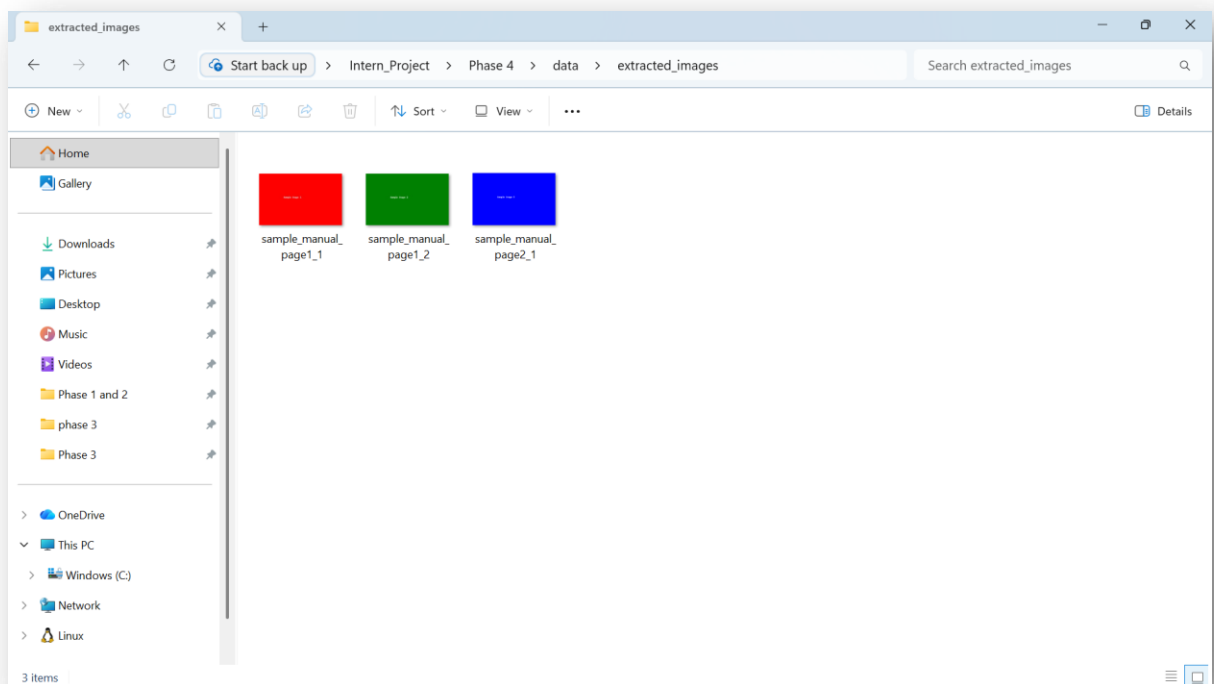 extracted_images
Start back up > Intern_Project > Phase 4 > data > extracted_images
Search extracted_images
New
Sort
View
Details
Home
Gallery
Downloads
Pictures
Desktop
Music
Videos
Phase 1 and 2
phase 3
Phase 3
OneDrive
This PC
Windows (C:)
Network
Linux
sample_manual_
page1_1
sample_manual_
page1_2
sample_manual_
page2_1
3 items